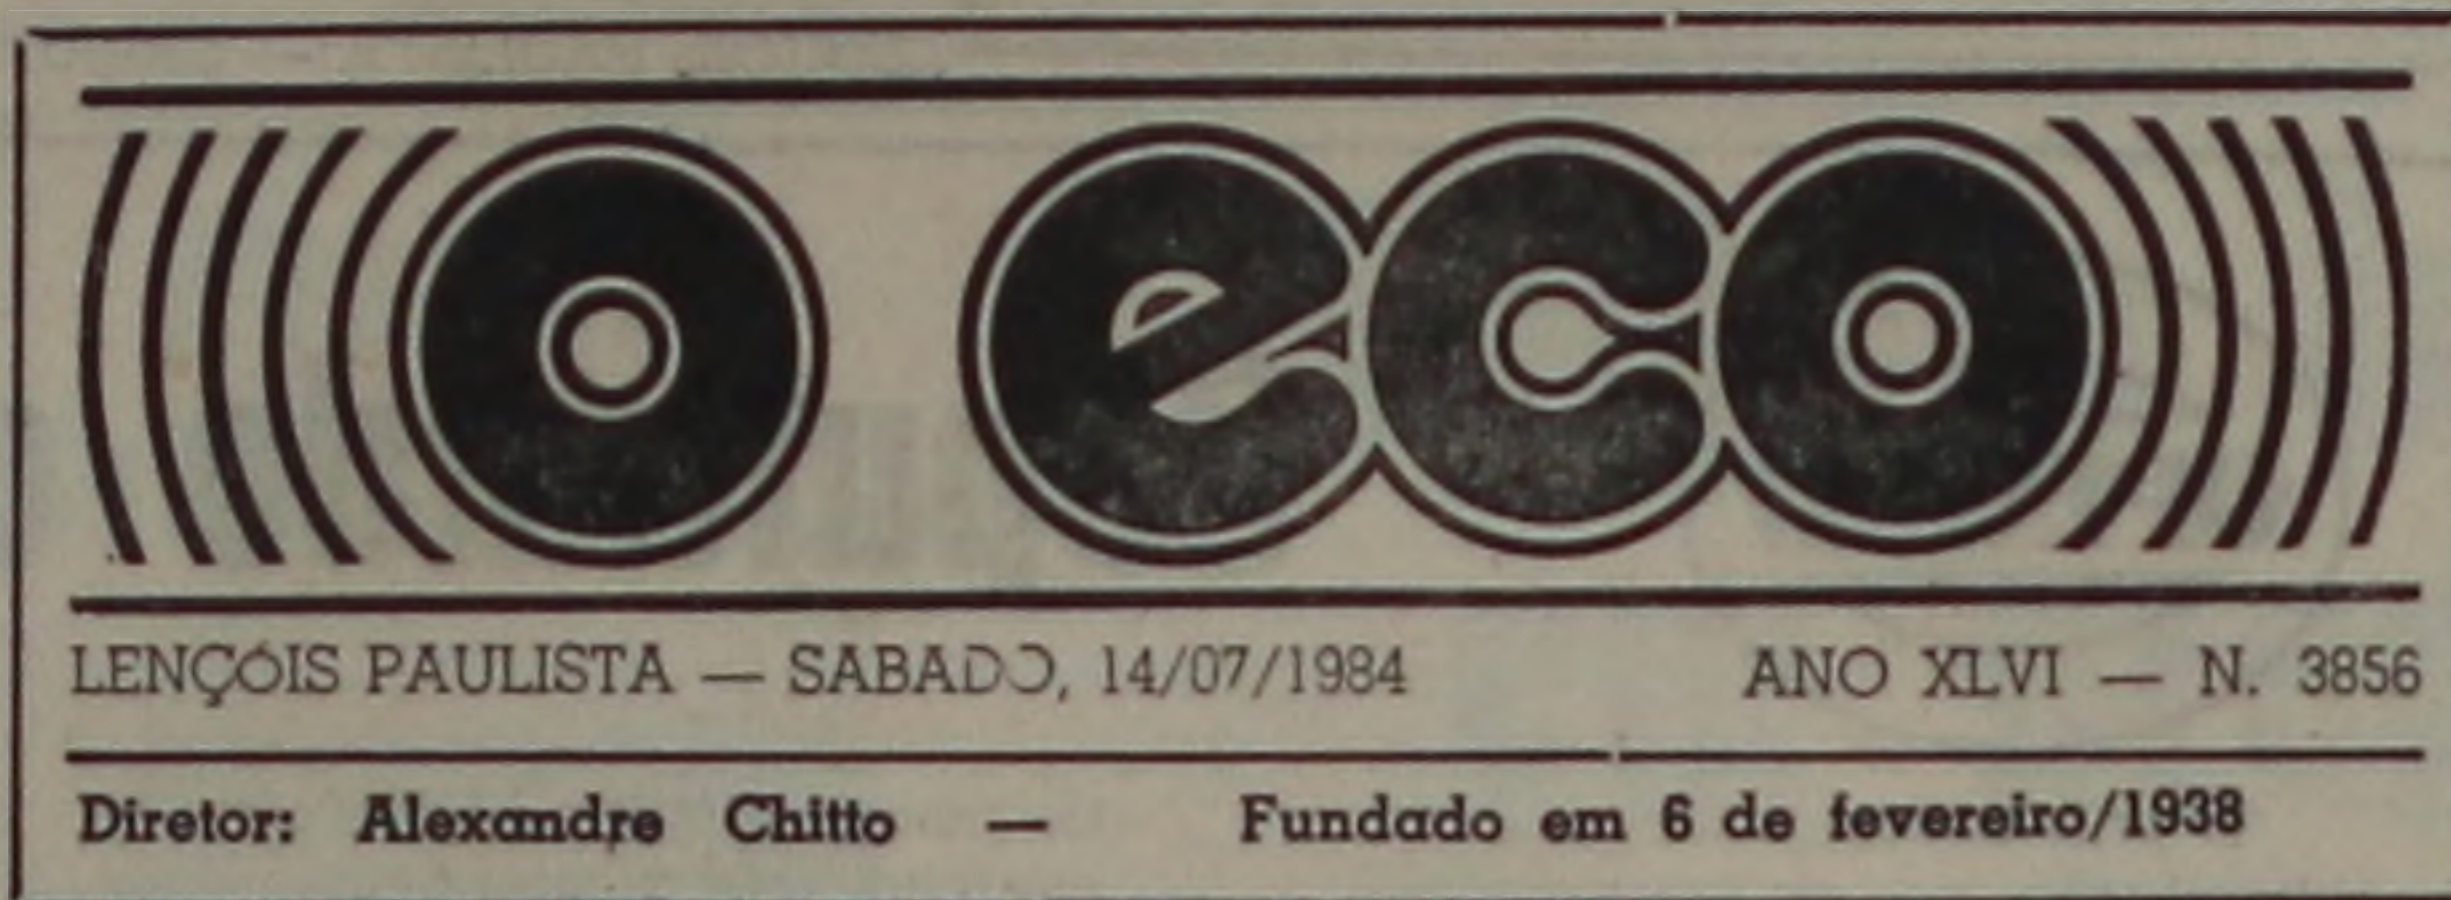 o eco
LENÇÓIS PAULISTA — SABADO, 14/07/1984 ANO XLVI — N. 3856
Diretor: Alexandre Chitto — Fundado em 6 de fevereiro/1938